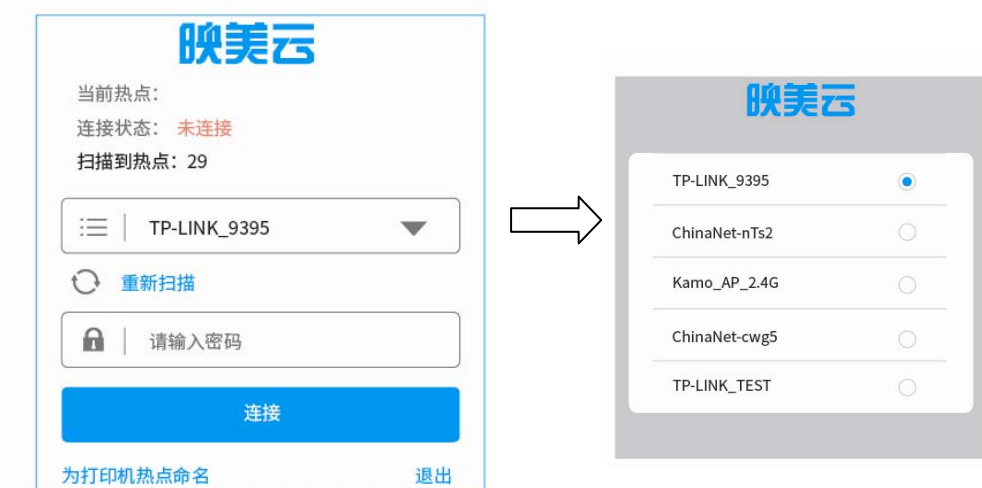 映美云
当前热点：
连接状态： 未连接
扫描到热点：29
TP-LINK_9395
重新扫描
请输入密码
连接
为打印机热点命名
退出
映美云
TP-LINK_9395
ChinaNet-nTs2
Kamo_AP_2.4G
ChinaNet-cwg5
TP-LINK_TEST